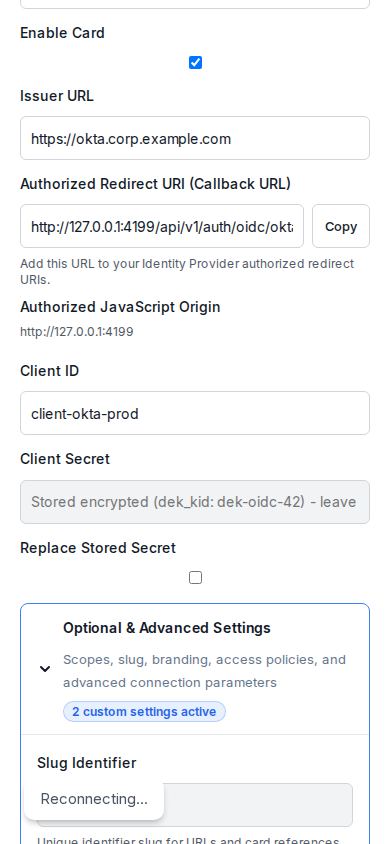 Enable Card
Issuer URL
https://okta.corp.example.com
Authorized Redirect URI (Callback URL)
http://127.0.0.1:4199/api/v1/auth/oidc/okta
Copy
Add this URL to your Identity Provider authorized redirect
URIs.
Authorized JavaScript Origin
http://127.0.0.1:4199
Client ID
client-okta-prod
Client Secret
Stored encrypted (dek_kid: dek-oidc-42) - leave
Replace Stored Secret
Optional & Advanced Settings
Scopes, slug, branding, access policies, and
advanced connection parameters
2 custom settings active
Slug Identifier
Reconnecting...
Unique identifier slug for URLs and card references